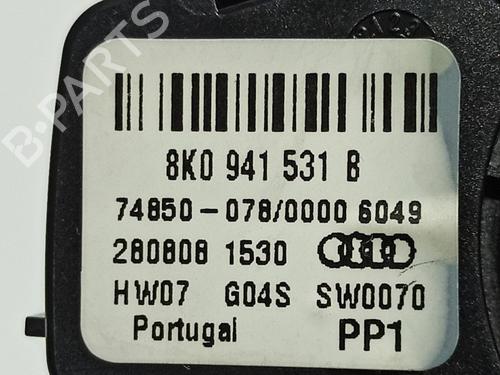 B-PARTS
8K0 941 531 B
74850-078/0000 6049
280808 1530
HW07 G04S SW0070
Portugal PP1